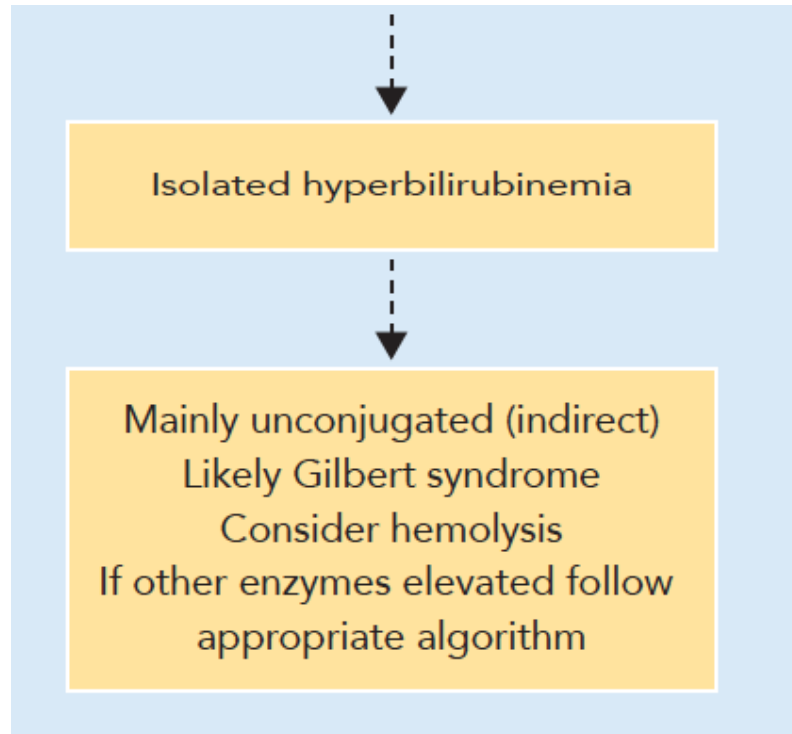 Isolated hyperbilirubinemia
Mainly unconjugated (indirect)
Likely Gilbert syndrome
Consider hemolysis
If other enzymes elevated follow
appropriate algorithm